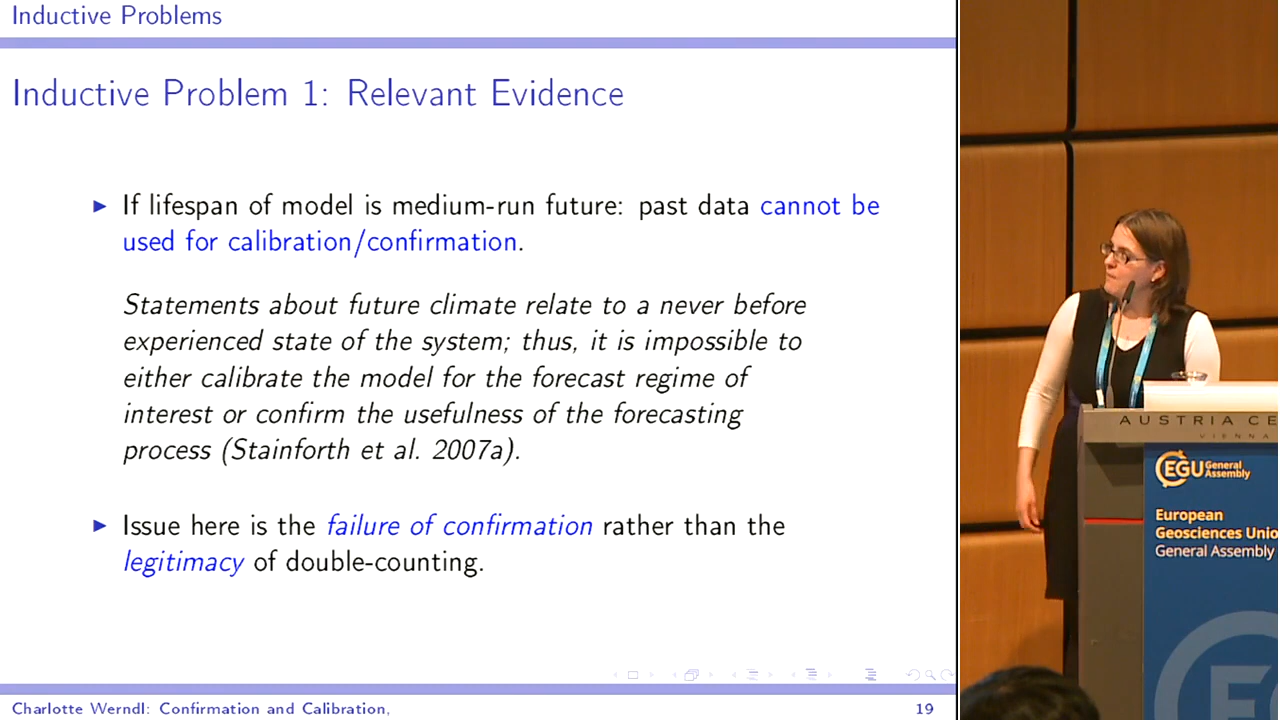 Inductive Problems
Inductive Problem 1: Relevant Evidence
► If lifespan of model is medium-run future: past data cannot be
used for calibration/confirmation.
Statements about future climate relate to a never before
experienced state of the system; thus, it is impossible to
either calibrate the model for the forecast regime of
interest or confirm the usefulness of the forecasting
process (Stainforth et al. 2007a).
► Issue here is the failure of confirmation rather than the
legitimacy of double-counting.
Charlotte Werndl: Confirmation and Calibration,
19
AUSTRIA CE
VIENNA
EGU General
Assembly
European
Geosciences Unio
General Assembly
EG